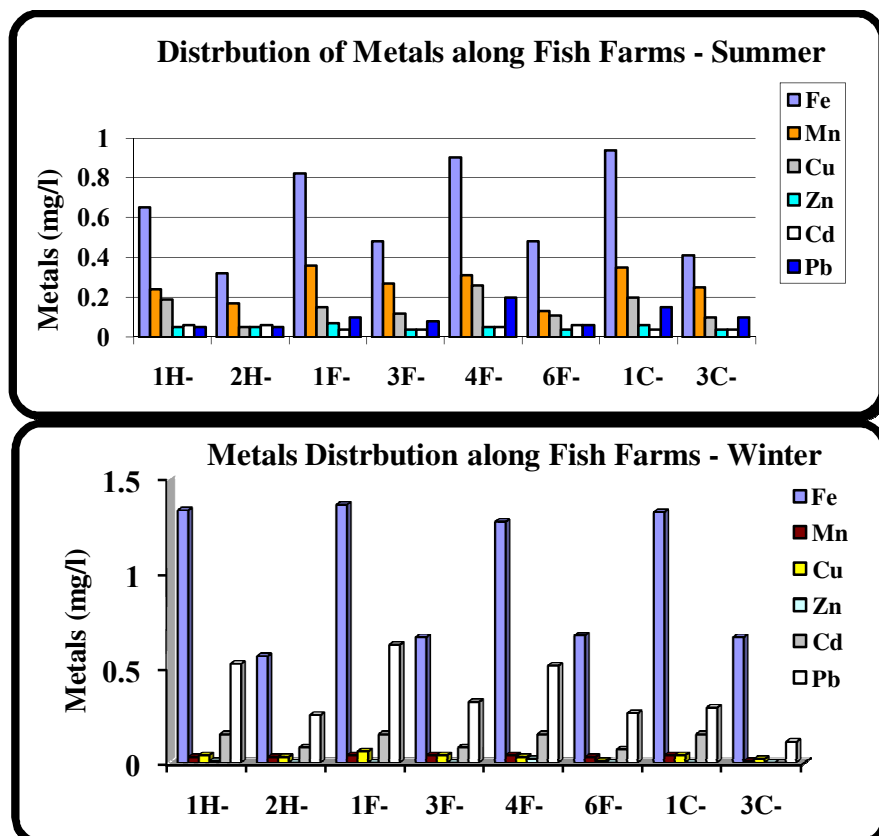 Distrbution of Metals along Fish Farms - Summer
Metals (mg/l)
1
0.8
0.6
0.4
0.2
0
1H- 2H- 1F- 3F- 4F- 6F- 1C- 3C-
Fe
Mn
Cu
Zn
Cd
Pb
Metals Distrbution along Fish Farms - Winter
Metals (mg/l)
1.5
1
0.5
0
1H- 2H- 1F- 3F- 4F- 6F- 1C- 3C-
Fe
Mn
Cu
Zn
Cd
Pb